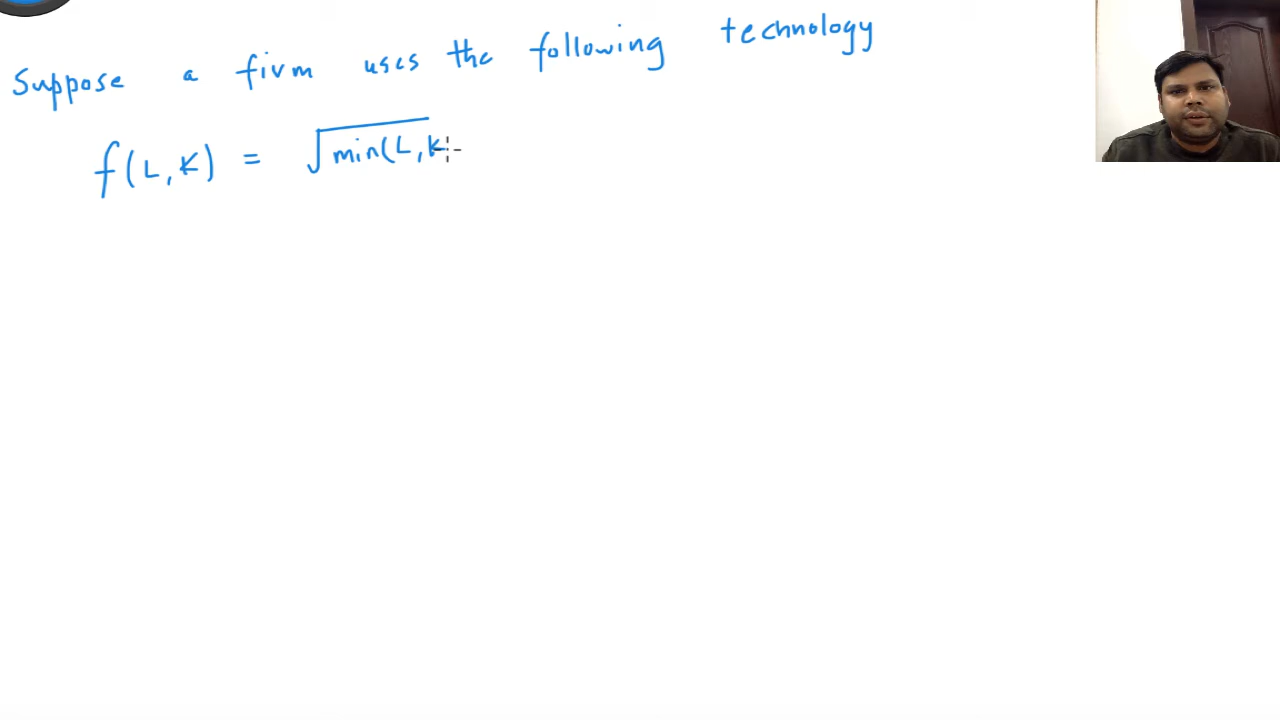 Suppose a firm uses the following technology
f(L,K) = √min(L,K